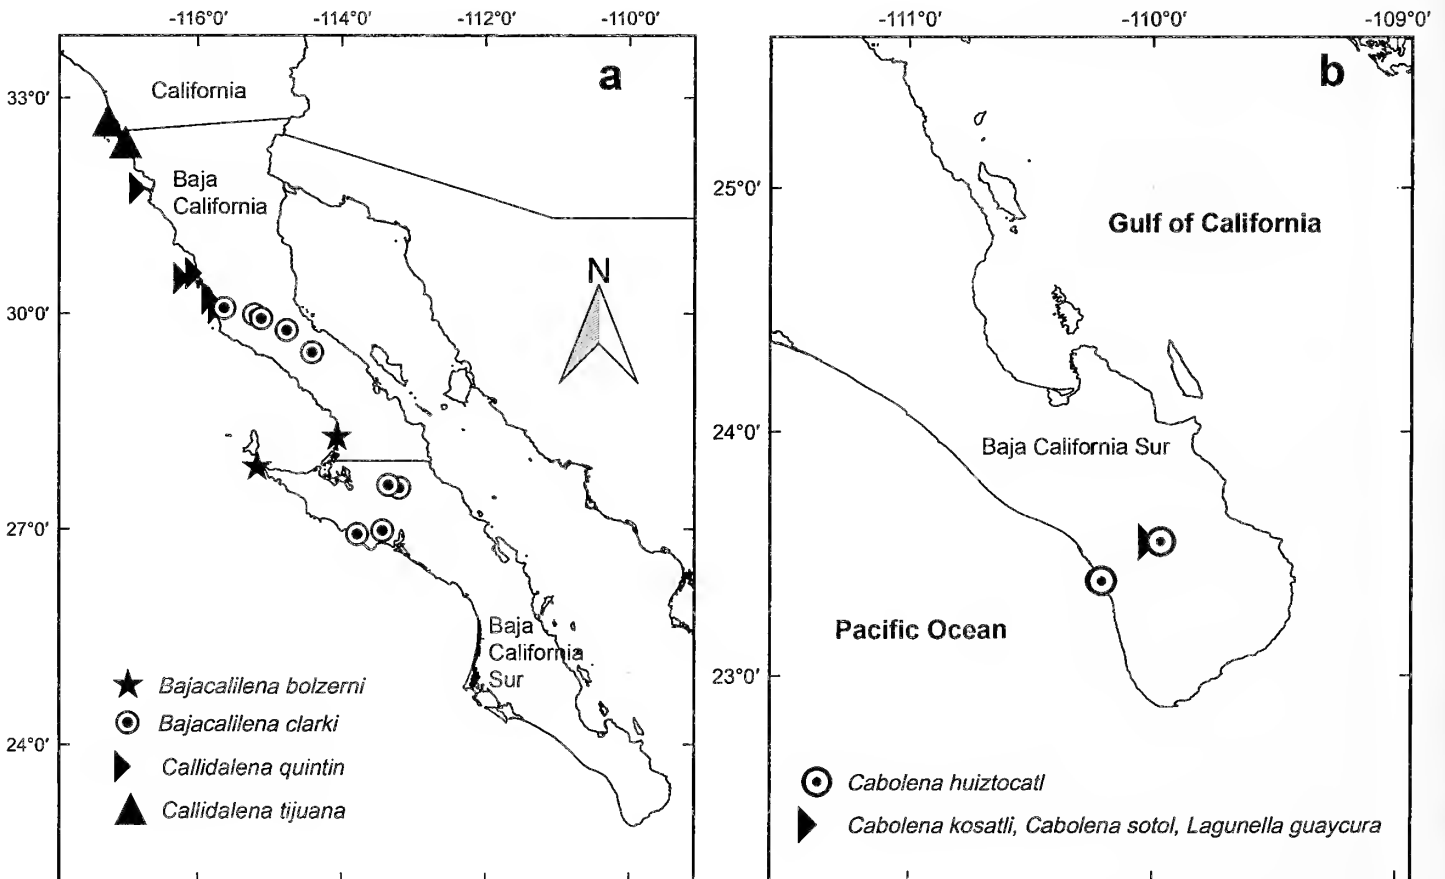 -116°0′ -114°0′ -112°0′ -110°0′
33°0′
30°0′
27°0′
24°0′
a
California
Baja
California
N
Baja
California
Sur
Bajacalilena bolzerni
Bajacalilena clarki
Callidalena quintin
Callidalena tijuana
-111°0′ -110°0′ -109°0′
25°0′
24°0′
23°0′
b
Gulf of California
Baja California Sur
Pacific Ocean
Cabolena huiztocatl
Cabolena kosatli, Cabolena sotol, Lagunella guaycura